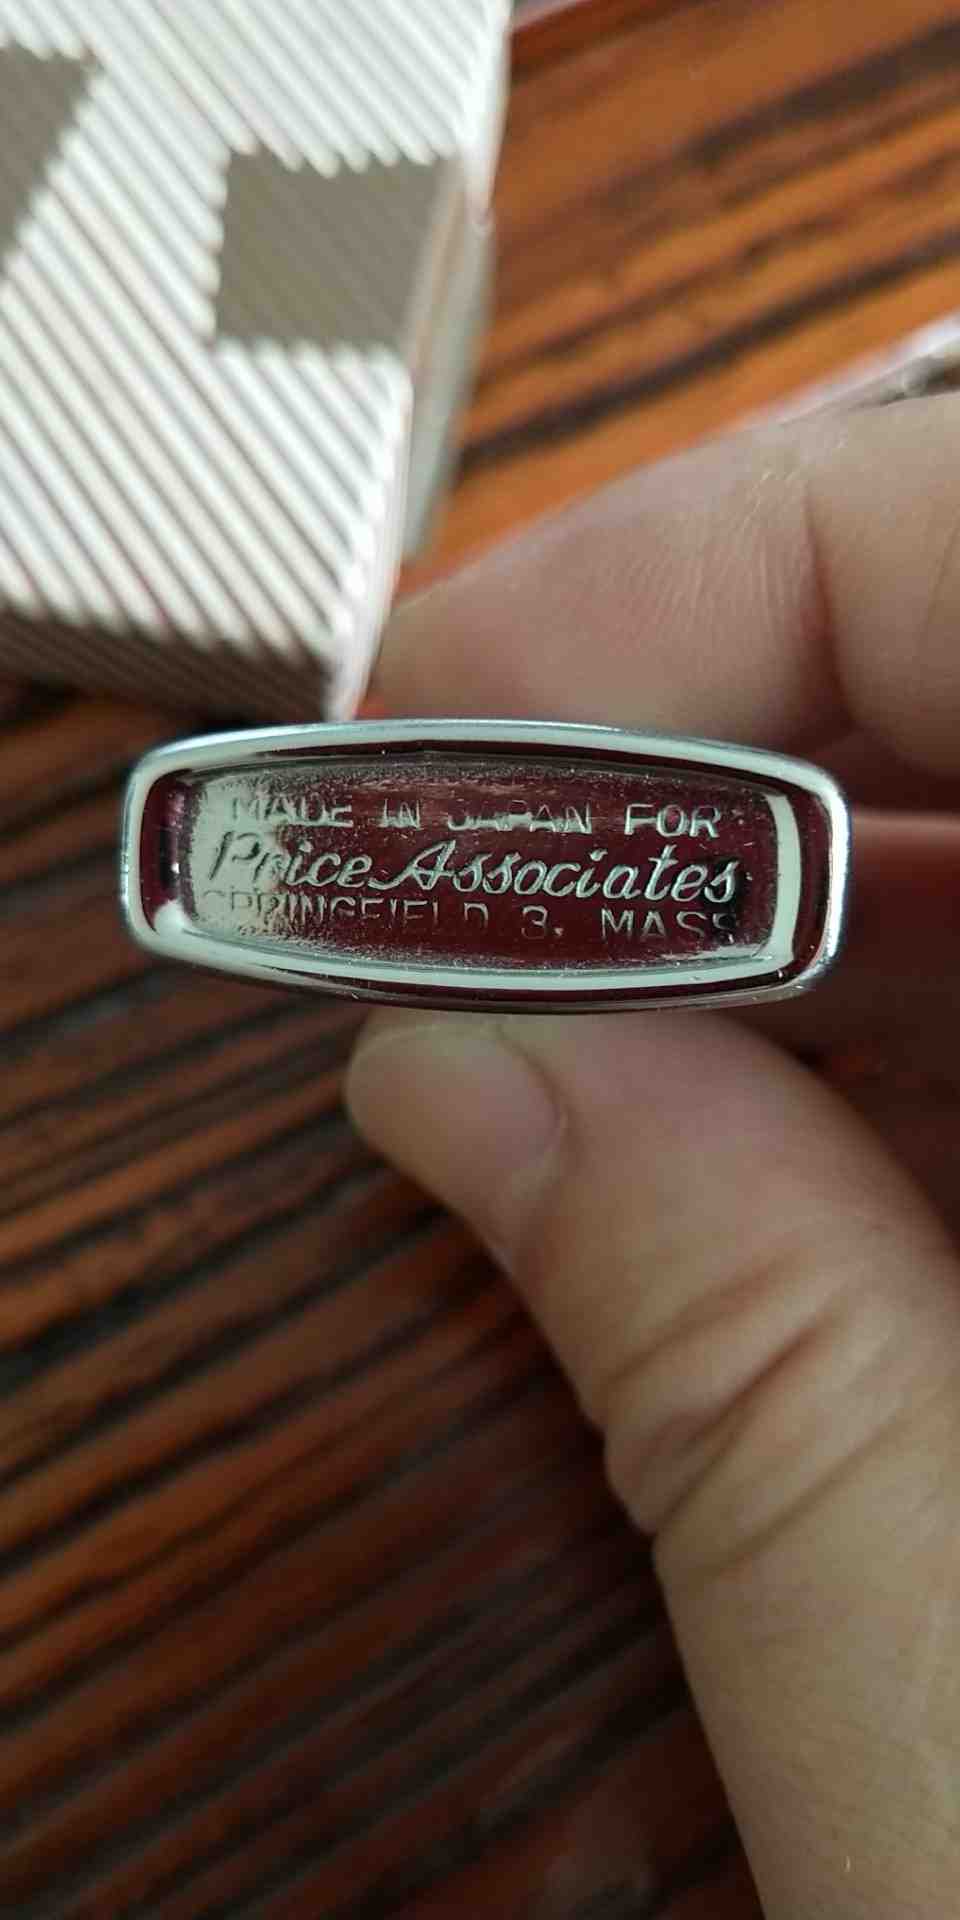 MADE IN JAPAN FOR
Price Associates
SPRINGFIELD 3. MASS